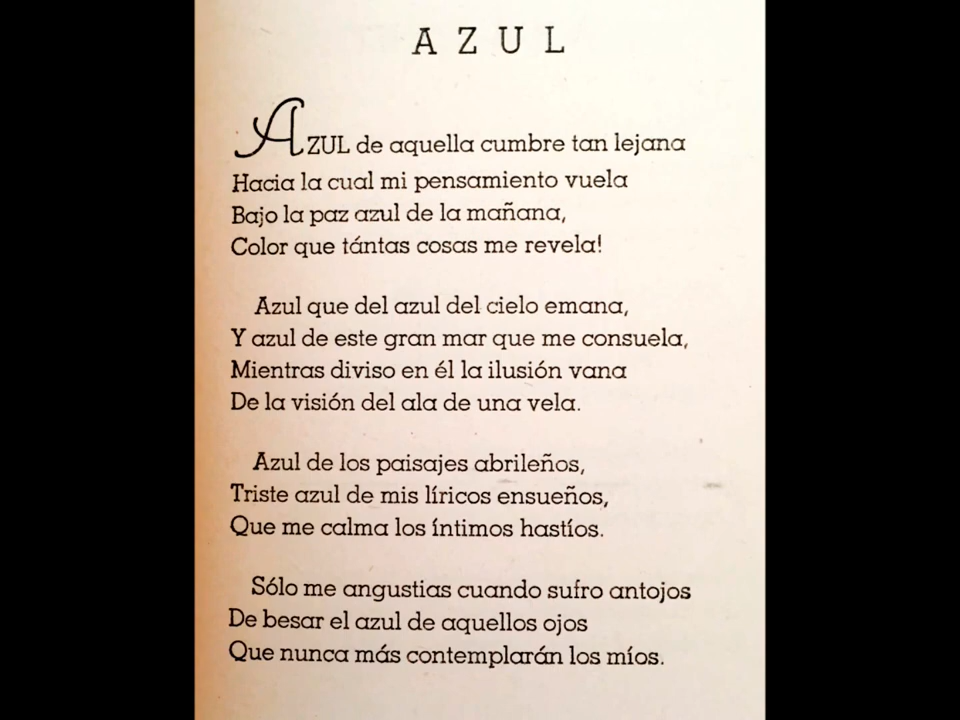 AZUL
AZUL de aquella cumbre tan lejana
Hacia la cual mi pensamiento vuela
Bajo la paz azul de la mañana,
Color que tántas cosas me revela!
Azul que del azul del cielo emana,
Y azul de este gran mar que me consuela,
Mientras diviso en él la ilusión vana
De la visión del ala de una vela.
Azul de los paisajes abrileños,
Triste azul de mis líricos ensueños,
Que me calma los íntimos hastíos.
Sólo me angustias cuando sufro antojos
De besar el azul de aquellos ojos
Que nunca más contemplarán los míos.